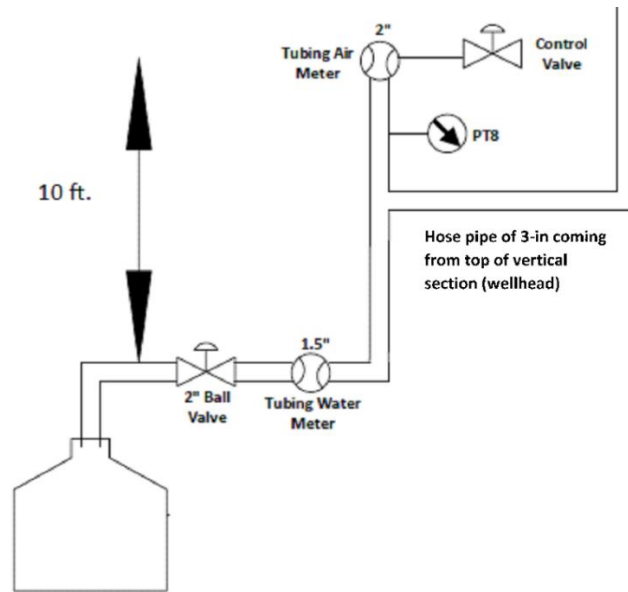 2"
Tubing Air
Meter
Control
Valve
PT8
10 ft.
Hose pipe of 3-in coming
from top of vertical
section (wellhead)
1.5"
2" Ball
Valve
Tubing Water
Meter